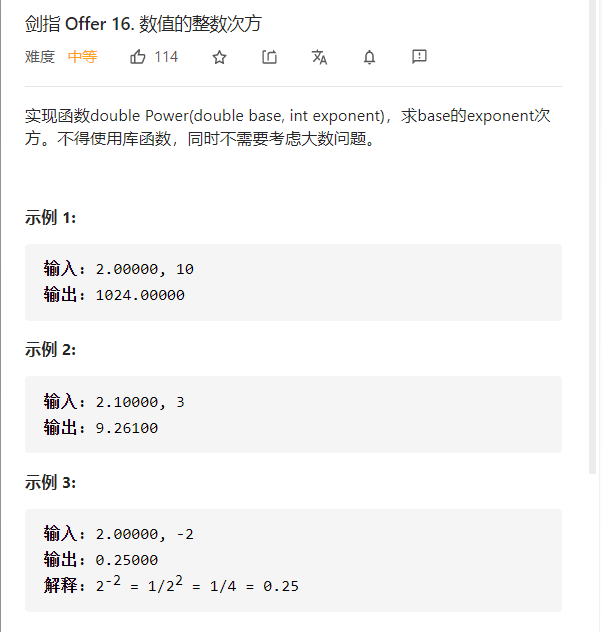 剑指 Offer 16. 数值的整数次方
难度 中等 114
实现函数double Power(double base, int exponent)，求base的exponent次
方。不得使用库函数，同时不需要考虑大数问题。
示例 1:
输入：2.00000, 10
输出：1024.00000
示例 2:
输入：2.10000, 3
输出：9.26100
示例 3:
输入：2.00000, -2
输出：0.25000
解释：2⁻² = 1/2² = 1/4 = 0.25